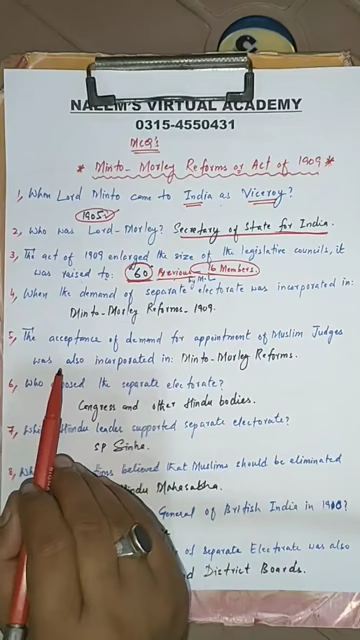 NAEEM'S VIRTUAL ACADEMY
0315-4550431
MCQ's
* Minto-Morley Reforms or Act of 1909 *
1, When Lord Minto came to India as Viceroy?
1905
2, Who was Lord-Morley? Secretary of State for India.
3, The act of 1909 enlarged the size of the legislative councils, it
was raised to: "60" Previous 16 Members.
by M.L
4, When the demand of separate electorate was incorporated in:
Minto-Morley Reforms-1909.
5, The acceptance of demand for appointment of Muslim Judges
was also incorporated in: Minto-Morley Reforms.
6, Who opposed the separate electorate?
Congress and other Hindu bodies.
7, Which Hindu leader supported separate electorate?
SP Sinha.
8, believed that Muslims should be eliminated
Hindu Mahasabha.
General of British India in 1910?
of Separate Electorate was also
District Boards.